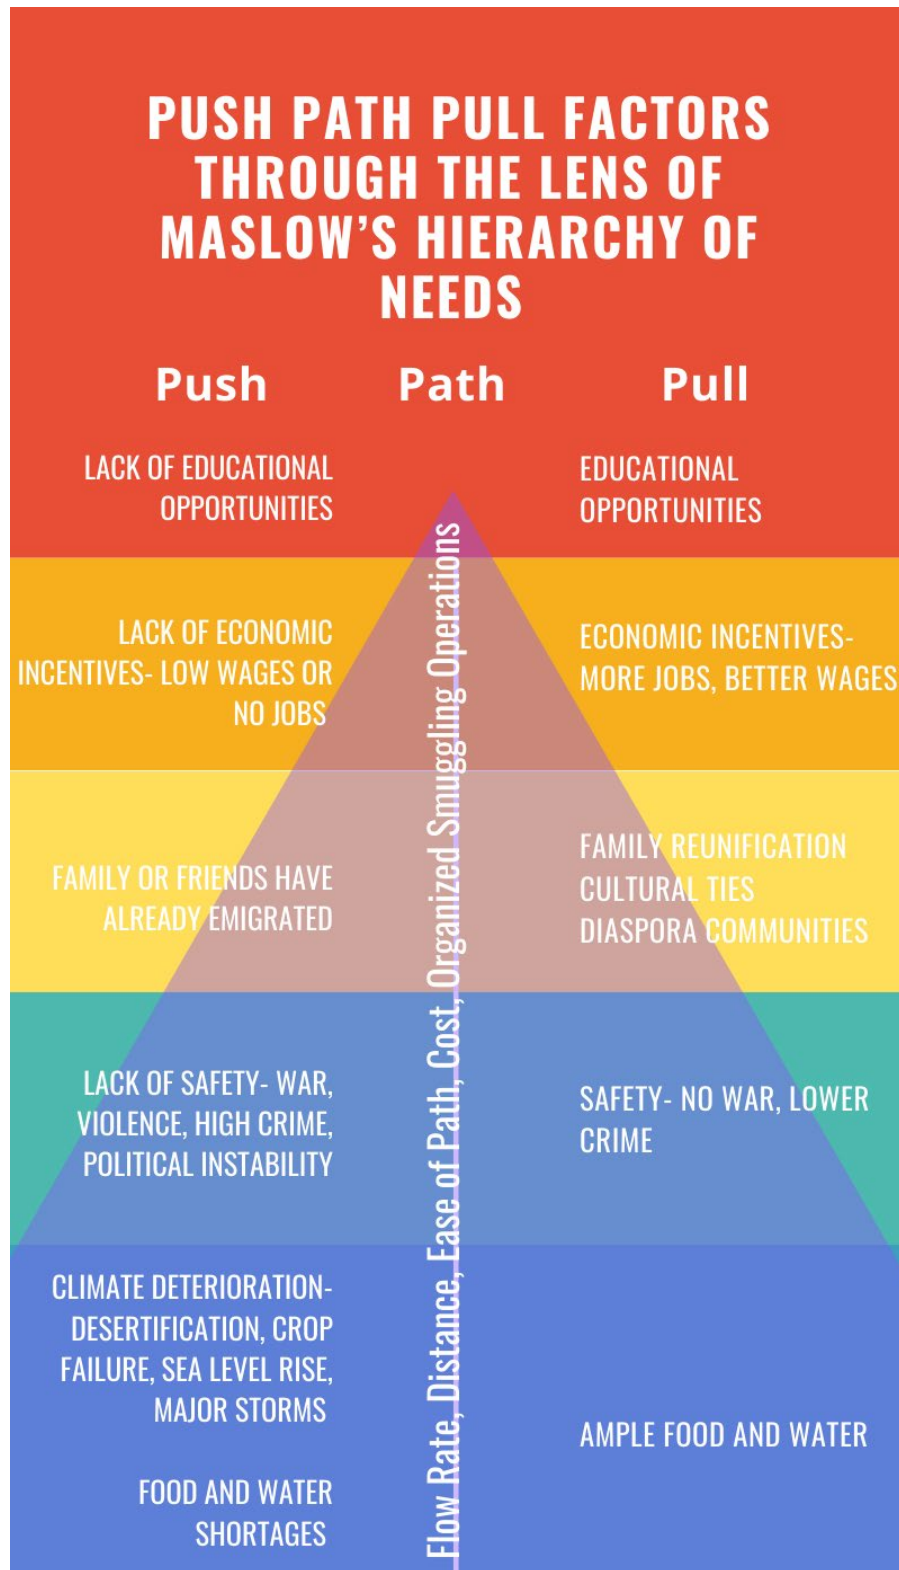 PUSH PATH PULL FACTORS
THROUGH THE LENS OF
MASLOW'S HIERARCHY OF
NEEDS
Push
Path
Pull
LACK OF EDUCATIONAL
OPPORTUNITIES
EDUCATIONAL
OPPORTUNITIES
LACK OF ECONOMIC
INCENTIVES- LOW WAGES OR
NO JOBS
ECONOMIC INCENTIVES-
MORE JOBS, BETTER WAGES
FAMILY OR FRIENDS HAVE
ALREADY EMIGRATED
FAMILY REUNIFICATION
CULTURAL TIES
DIASPORA COMMUNITIES
LACK OF SAFETY- WAR,
VIOLENCE, HIGH CRIME,
POLITICAL INSTABILITY
SAFETY- NO WAR, LOWER
CRIME
CLIMATE DETERIORATION-
DESERTIFICATION, CROP
FAILURE, SEA LEVEL RISE,
MAJOR STORMS
FOOD AND WATER
SHORTAGES
AMPLE FOOD AND WATER
Flow Rate, Distance, Ease of Path, Cost, Organized Smuggling Operations